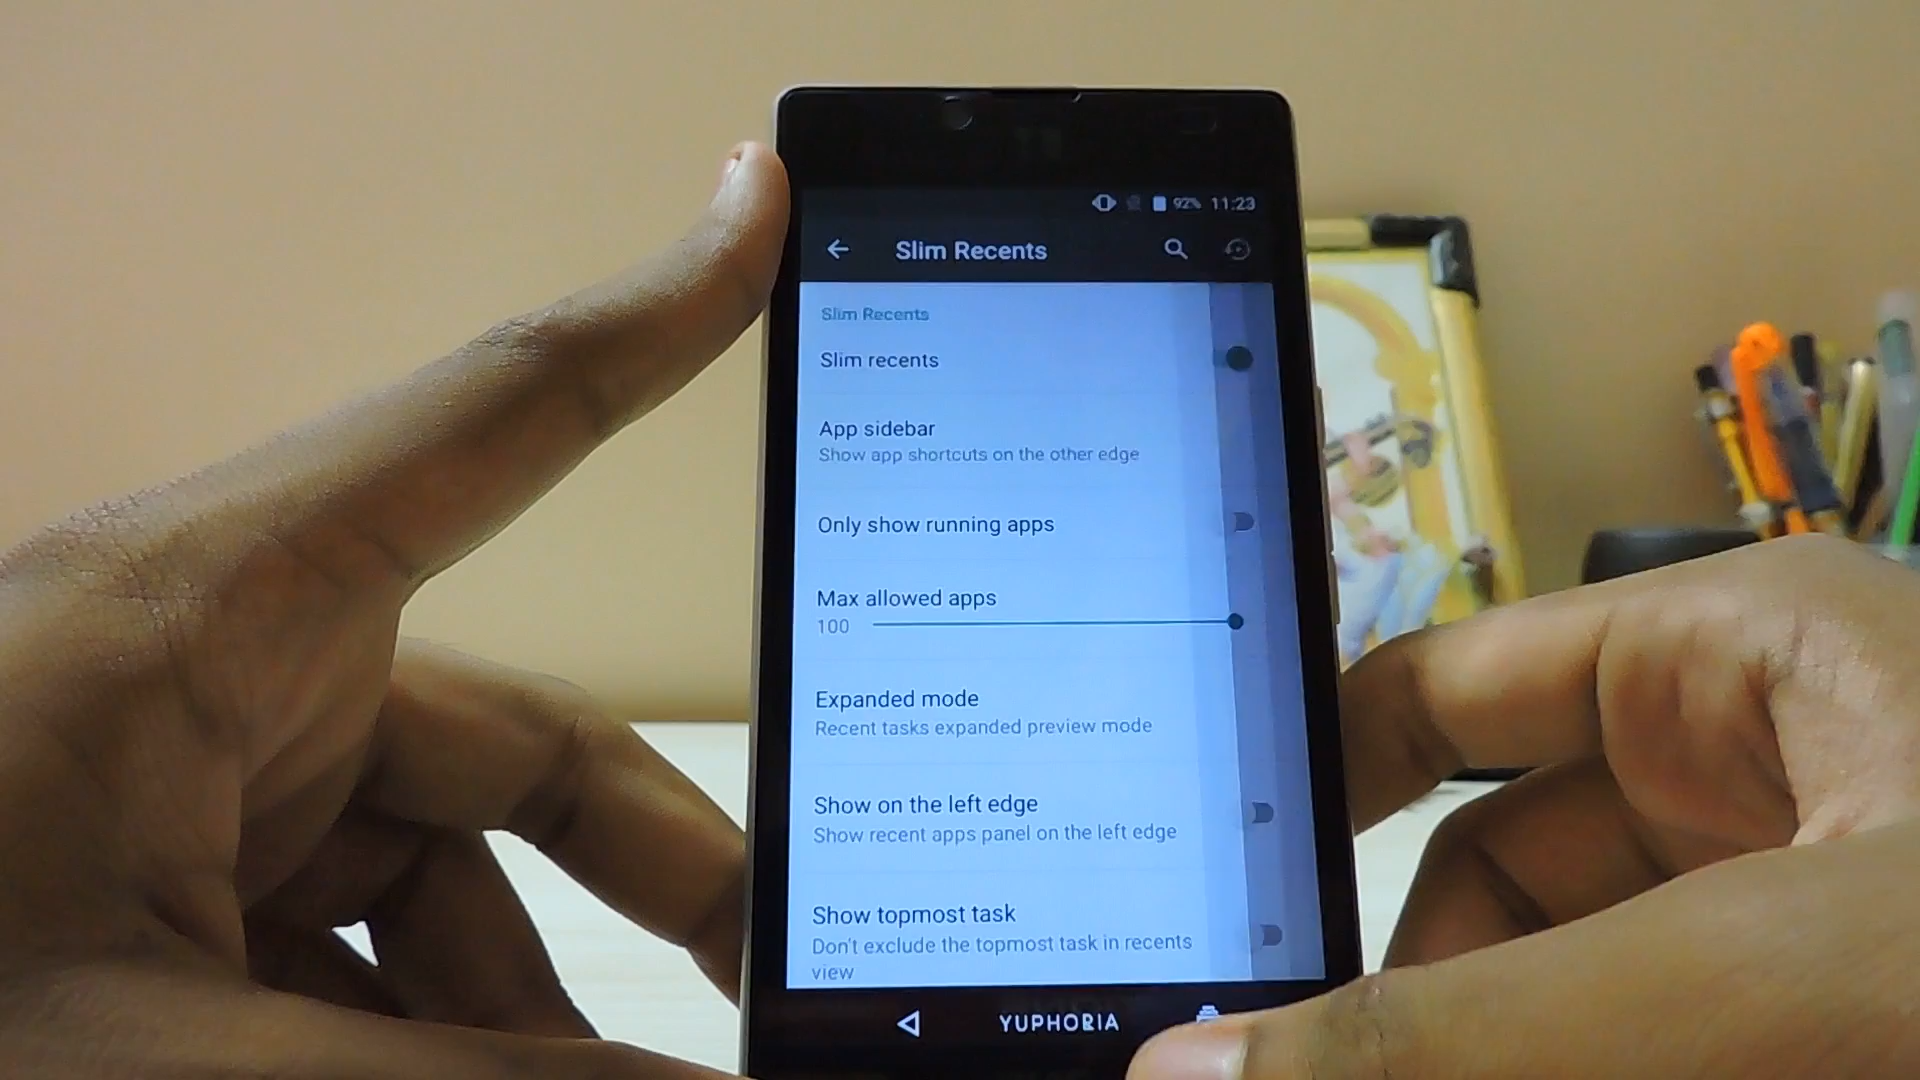 92% 11:23
Slim Recents
Slim Recents
Slim recents
App sidebar
Show app shortcuts on the other edge
Only show running apps
Max allowed apps
100
Expanded mode
Recent tasks expanded preview mode
Show on the left edge
Show recent apps panel on the left edge
Show topmost task
Don't exclude the topmost task in recents
view
YUPHORIA